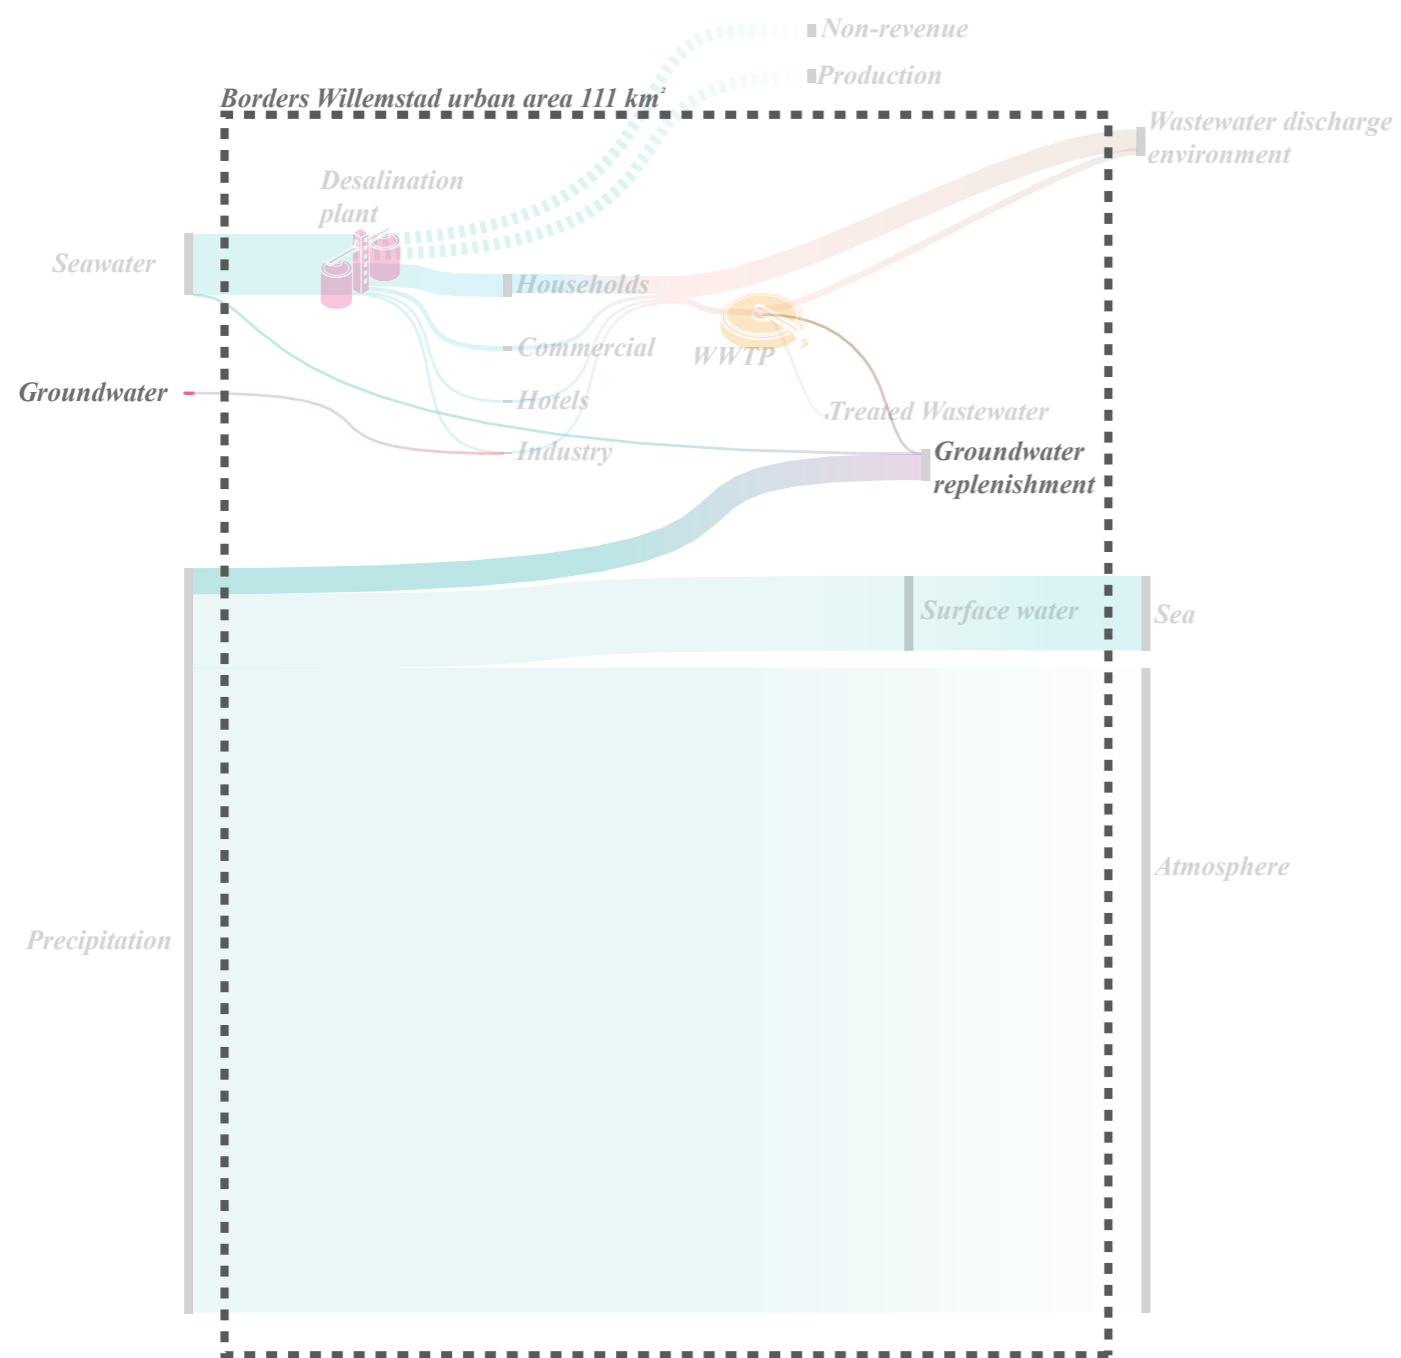 Non-revenue
Production
Borders Willemstad urban area 111 km²
Wastewater discharge
environment
Desalination
plant
Seawater
Households
Commercial
WWTP
Groundwater
Hotels
Treated Wastewater
Industry
Groundwater
replenishment
Surface water
Sea
Atmosphere
Precipitation